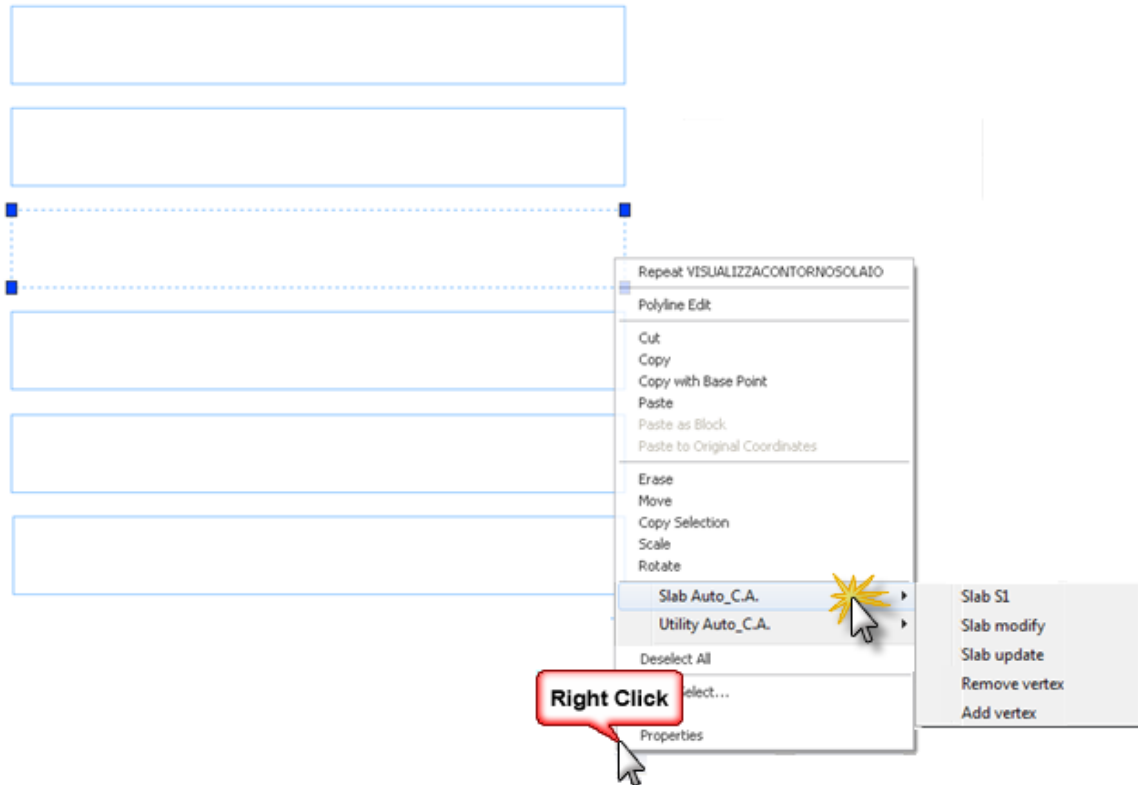 Repeat VISUALIZZACONTORNOSOLAIO
Polyline Edit
Cut
Copy
Copy with Base Point
Paste
Paste as Block
Paste to Original Coordinates
Erase
Move
Copy Selection
Scale
Rotate
Slab Auto_C.A.
Utility Auto_C.A.
Slab S1
Slab modify
Slab update
Remove vertex
Add vertex
Deselect All
Right Click
Properties